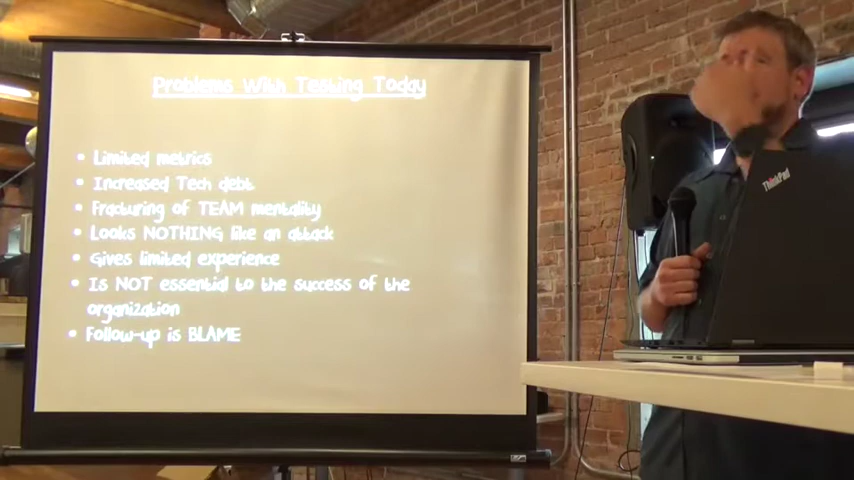 Problems With Testing Today
• Limited metrics
• Increased Tech debt
• Fracturing of TEAM mentality
• Looks NOTHING like an attack
• Gives limited experience
• Is NOT essential to the success of the
organization
• Follow-up is BLAME
ThinkPad